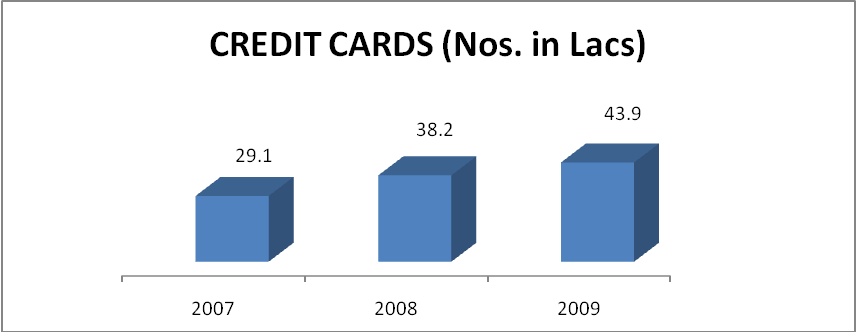 CREDIT CARDS (Nos. in Lacs)
43.9
38.2
29.1
2007 2008 2009